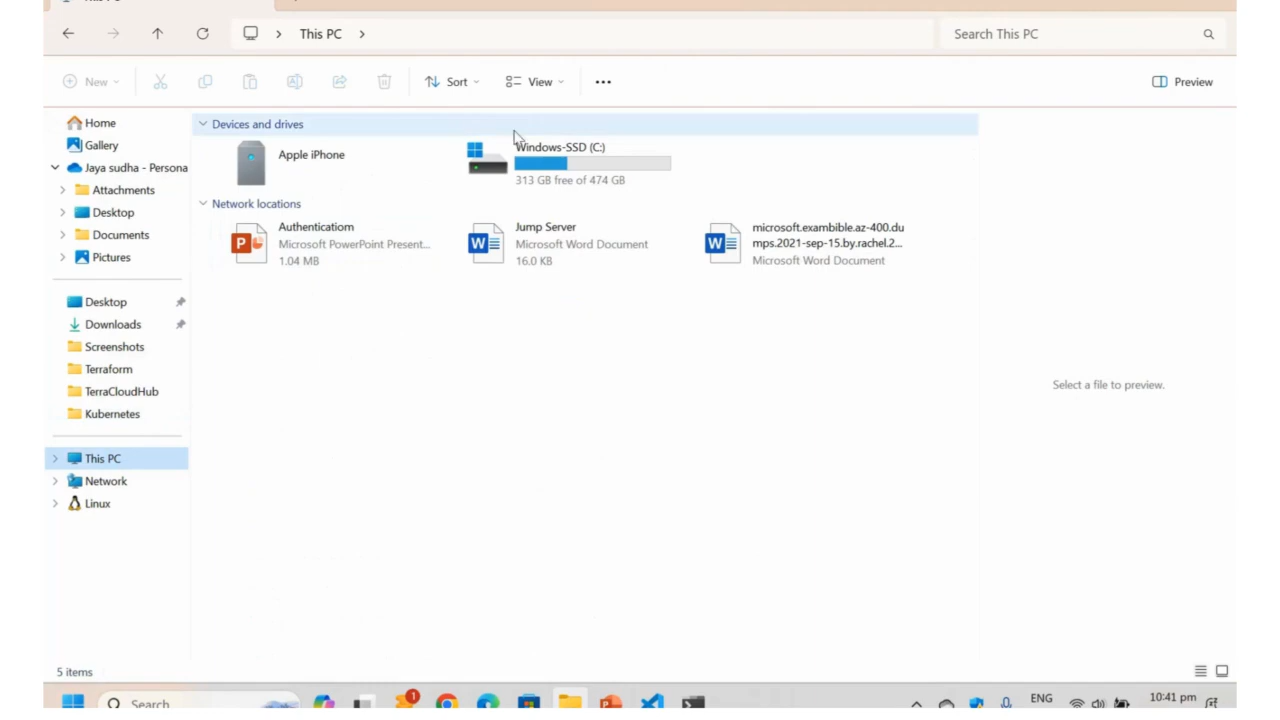 This PC >
Search This PC
New
Sort
View
Preview
Home
Gallery
Jaya sudha - Persona
Attachments
Desktop
Documents
Pictures
Desktop
Downloads
Screenshots
Terraform
TerraCloudHub
Kubernetes
This PC
Network
Linux
Devices and drives
Apple iPhone
Windows-SSD (C:)
313 GB free of 474 GB
Network locations
Authenticatiom
Microsoft PowerPoint Present...
1.04 MB
Jump Server
Microsoft Word Document
16.0 KB
microsoft.exambible.az-400.du
mps.2021-sep-15.by.rachel.2...
Microsoft Word Document
Select a file to preview.
5 items
Search
1
ENG
10:41 pm